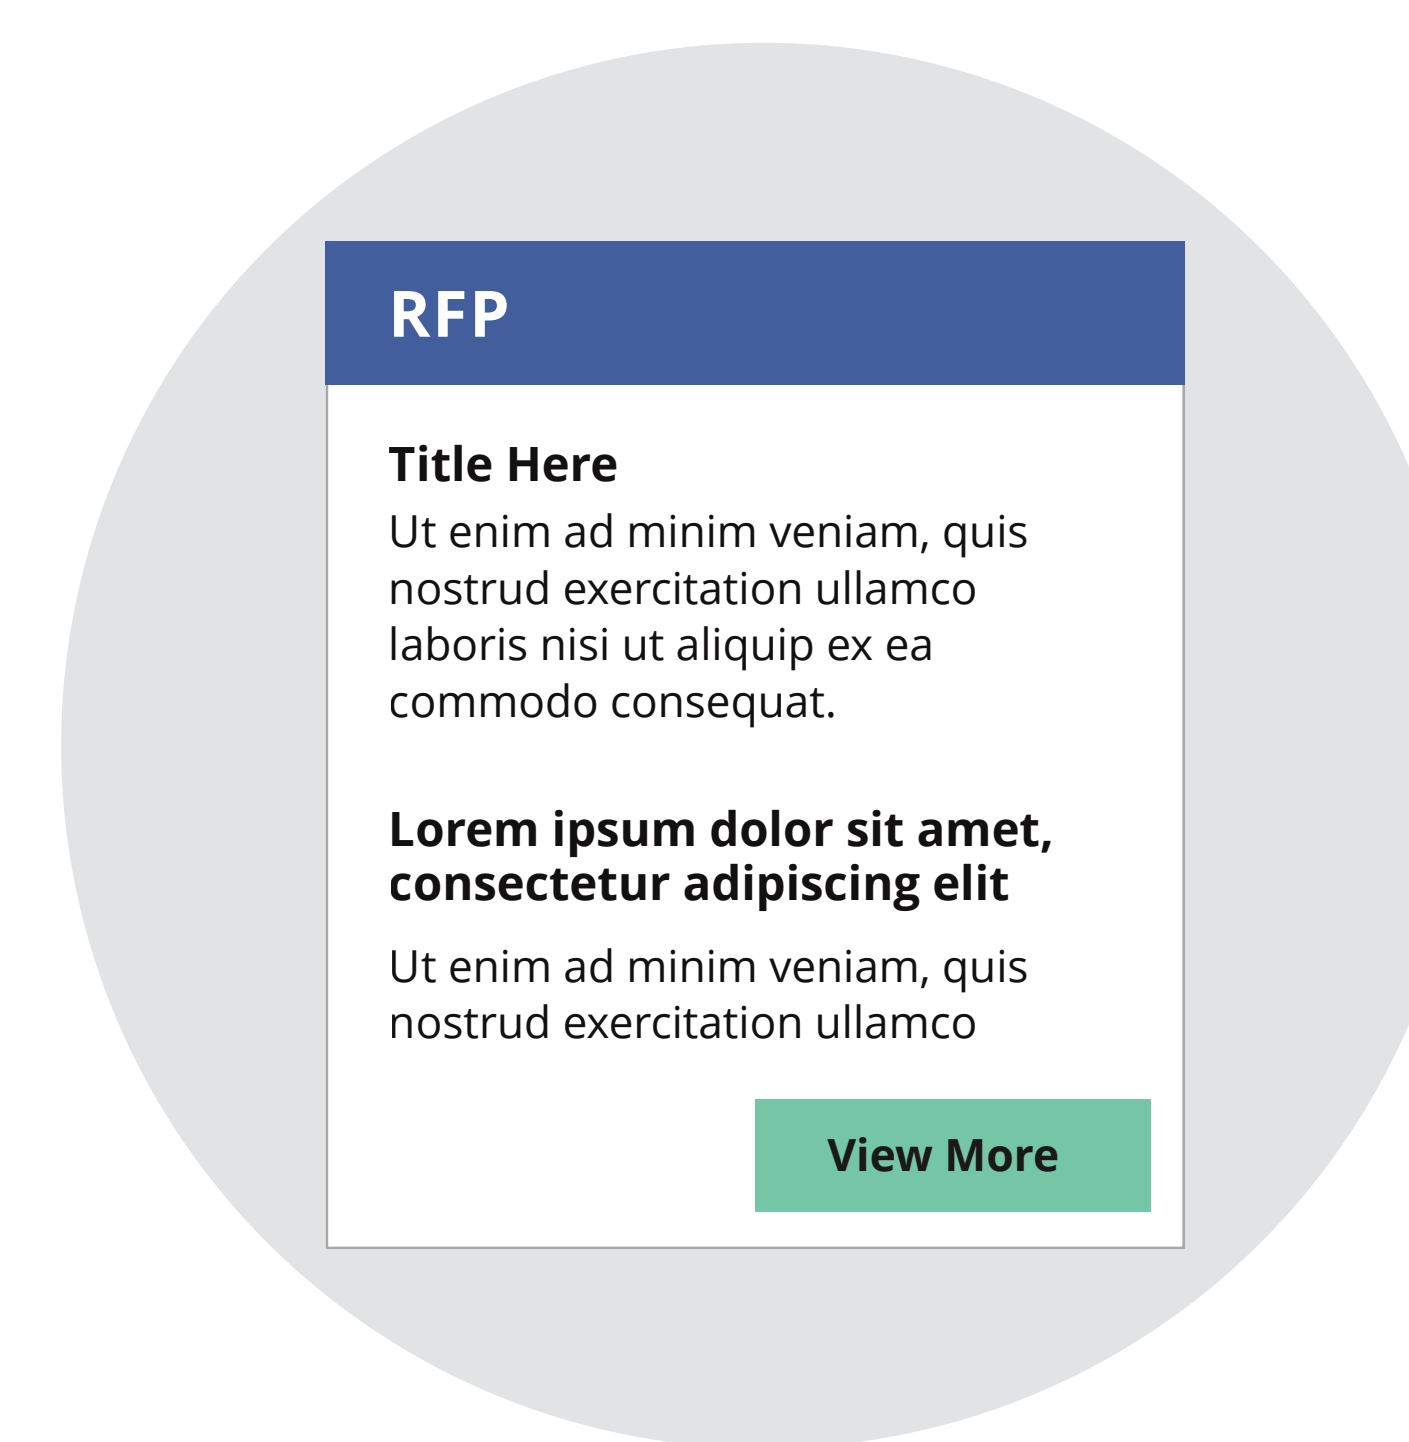 RFP
Title Here
Ut enim ad minim veniam, quis
nostrud exercitation ullamco
laboris nisi ut aliquip ex ea
commodo consequat.
Lorem ipsum dolor sit amet,
consectetur adipiscing elit
Ut enim ad minim veniam, quis
nostrud exercitation ullamco
View More